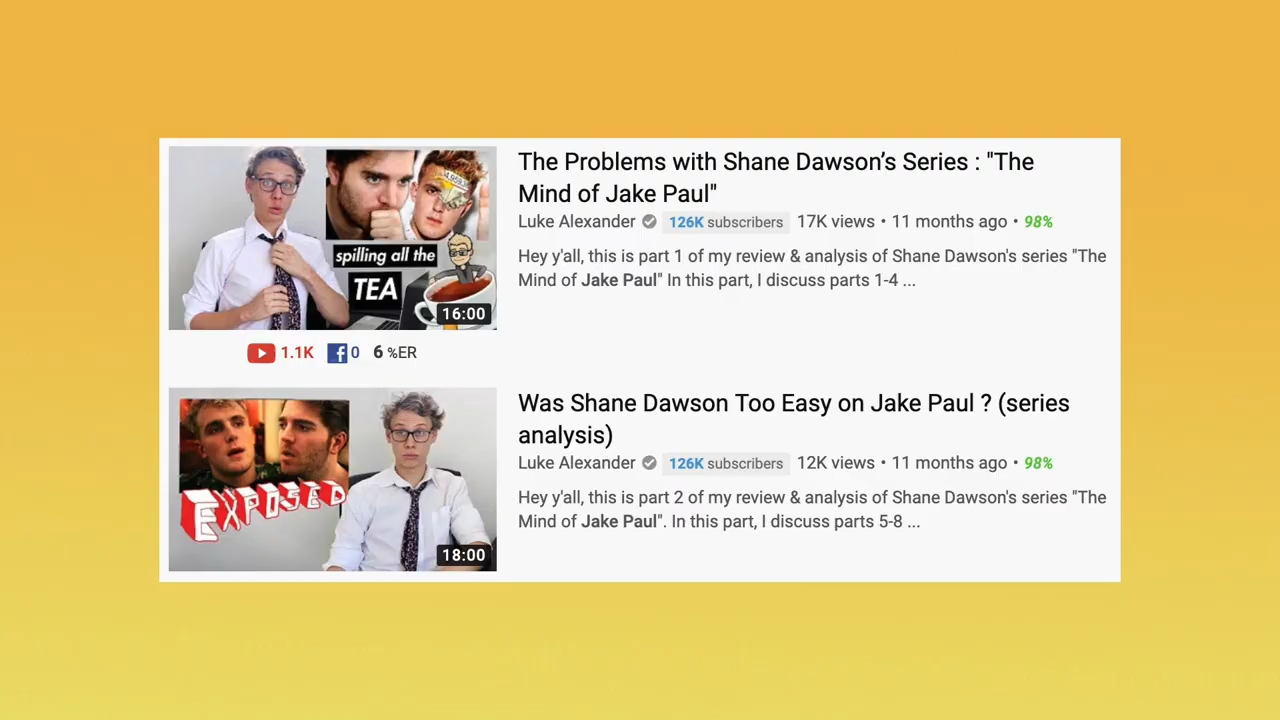 The Problems with Shane Dawson’s Series : "The
Mind of Jake Paul"
Luke Alexander 126K subscribers 17K views • 11 months ago • 98%
Hey y'all, this is part 1 of my review & analysis of Shane Dawson's series "The
Mind of Jake Paul" In this part, I discuss parts 1-4 ...
spilling all the
TEA
16:00
1.1K 0 6 %ER
Was Shane Dawson Too Easy on Jake Paul ? (series
analysis)
Luke Alexander 126K subscribers 12K views • 11 months ago • 98%
Hey y'all, this is part 2 of my review & analysis of Shane Dawson's series "The
Mind of Jake Paul". In this part, I discuss parts 5-8 ...
EXPOSED
18:00